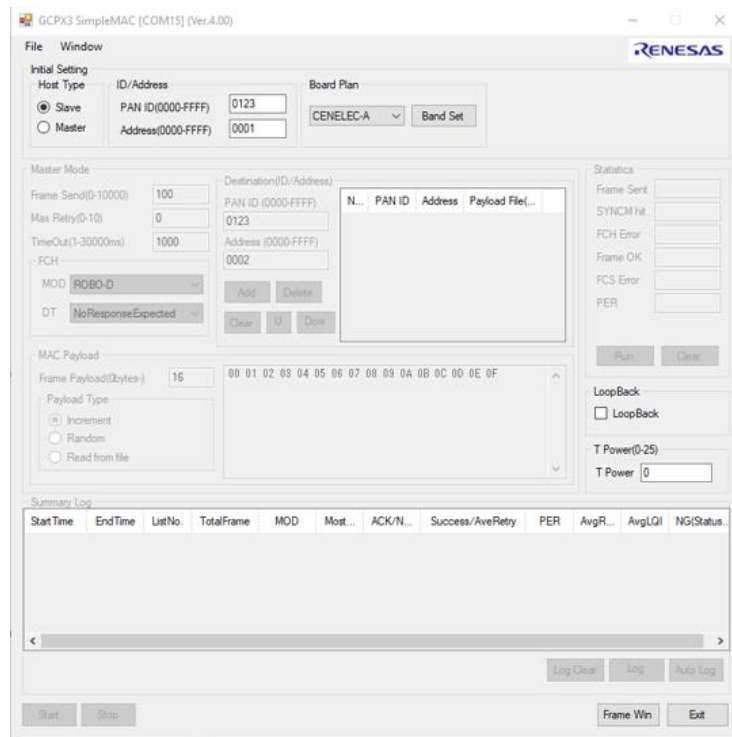 GCPX3 SimpleMAC [COM15] (Ver.4.00)
File Window
RENESAS
Initial Setting
Host Type
Slave
Master
ID/Address
PAN ID(0000-FFFF) 0123
Address(0000-FFFF) 0001
Board Plan
CENELEC-A Band Set
Master Mode
Frame Send(0-10000) 100
Max Retry(0-10) 0
TimeOut(1-30000ms) 1000
FCH
MOD ROBO-D
DT NoResponseExpected
Destination(ID/Address)
PAN ID (0000-FFFF)
0123
Address (0000-FFFF)
0002
Add Delete
Clear U Dow
N... PAN ID Address Payload File(...
Statistics
Frame Sent
SYNCM hit
FCH Error
Frame OK
FCS Error
PER
Run Clear
MAC Payload
Frame Payload(0bytes-) 16
Payload Type
Increment
Random
Read from file
00 01 02 03 04 05 06 07 08 09 0A 0B 0C 0D 0E 0F
LoopBack
LoopBack
T Power(0-25)
T Power 0
Summary Log
StartTime EndTime ListNo. TotalFrame MOD Most... ACK/N... Success/AveRetry PER AvgR... AvgLQI NG(Status...
Log Clear Log Auto Log
Start Stop Frame Win Exit